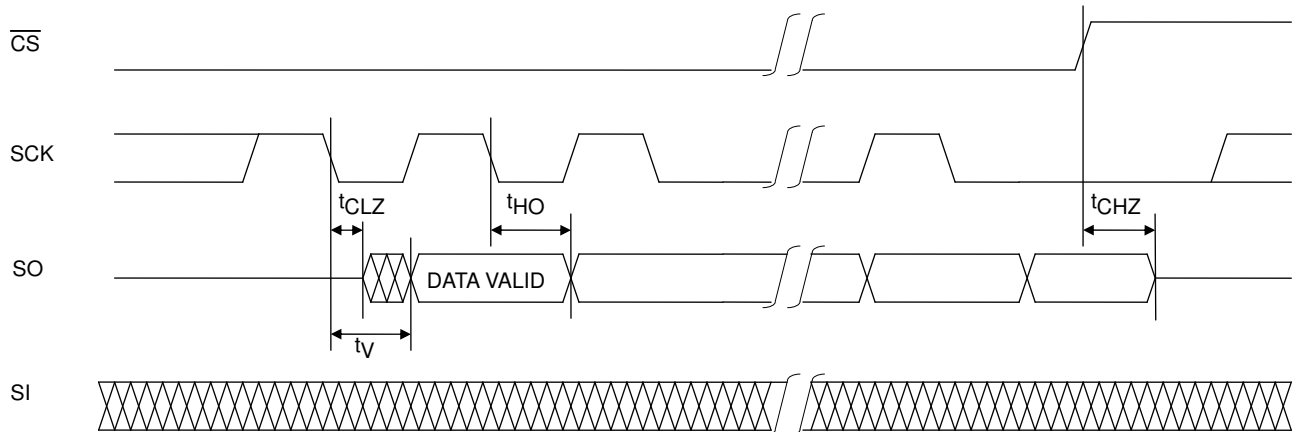 CS
SCK
tCLZ
tHO
tCHZ
SO
DATA VALID
tV
SI